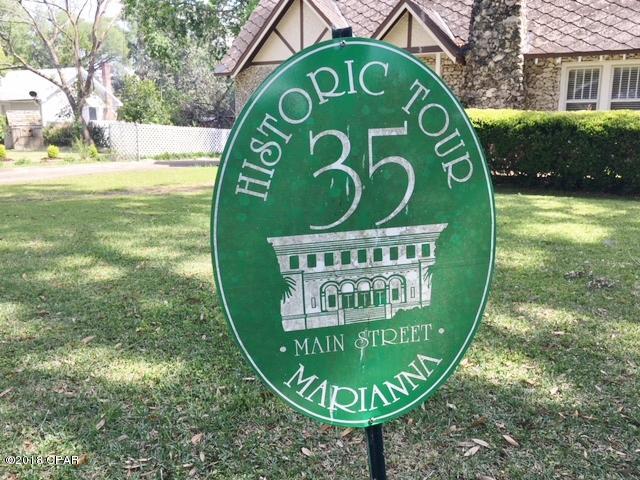 HISTORIC TOUR
35
• MAIN STREET •
MARIANNA
©2018 CPAR